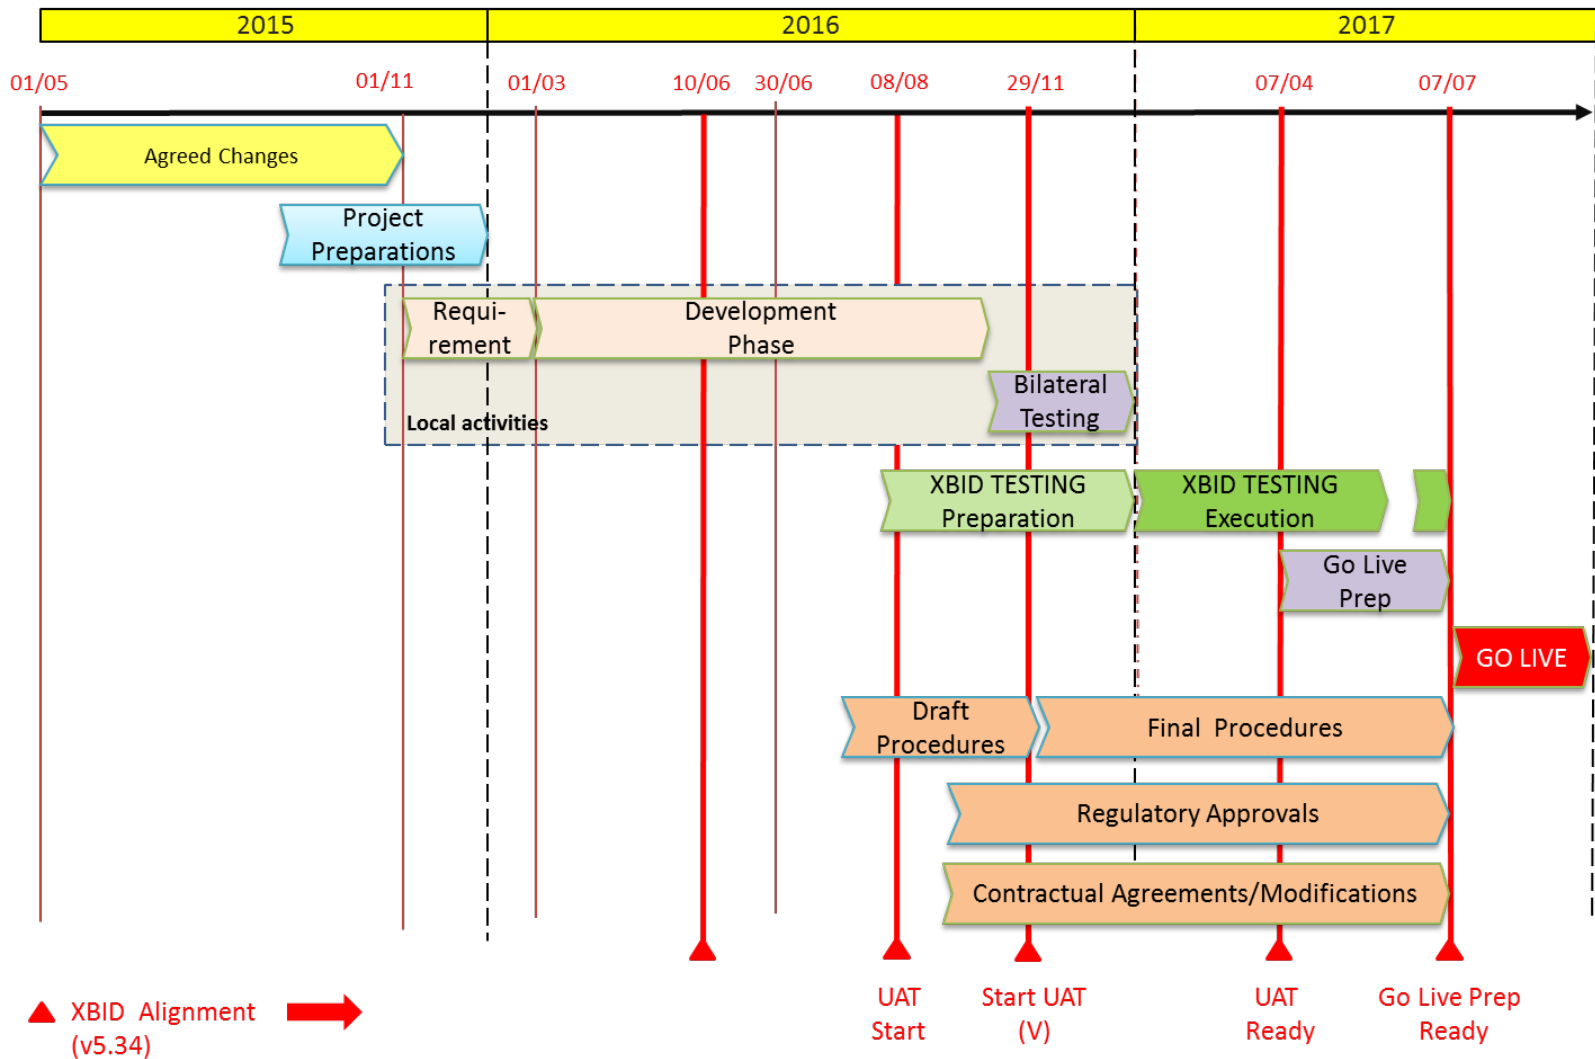 2015
2016
2017
01/05
01/11
01/03
10/06
30/06
08/08
29/11
07/04
07/07
Agreed Changes
Project
Preparations
Requi-
rement
Development
Phase
Bilateral
Testing
Local activities
XBID TESTING
Preparation
XBID TESTING
Execution
Go Live
Prep
GO LIVE
Draft
Procedures
Final Procedures
Regulatory Approvals
Contractual Agreements/Modifications
UAT
Start
Start UAT
(V)
UAT
Ready
Go Live Prep
Ready
XBID Alignment
(v5.34)